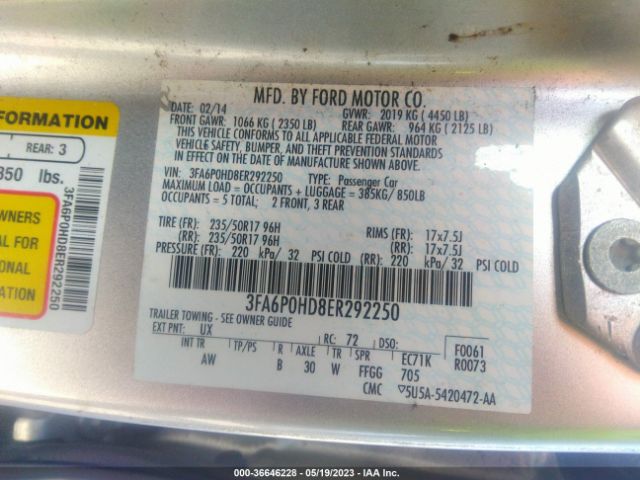 MFD. BY FORD MOTOR CO.
DATE: 02/14 GVWR: 2019 KG ( 4450 LB)
FRONT GAWR: 1066 KG ( 2350 LB) REAR GAWR: 964 KG ( 2125 LB)
THIS VEHICLE CONFORMS TO ALL APPLICABLE FEDERAL MOTOR
VEHICLE SAFETY, BUMPER, AND THEFT PREVENTION STANDARDS
IN EFFECT ON THE DATE OF MANUFACTURE SHOWN ABOVE.
VIN: 3FA6P0HD8ER292250 TYPE: Passenger Car
MAXIMUM LOAD = OCCUPANTS + LUGGAGE = 385KG/ 850LB
OCCUPANTS = 5 TOTAL; 2 FRONT, 3 REAR
TIRE (FR): 235/50R17 96H RIMS (FR): 17x7.5J
(RR): 235/50R17 96H (RR): 17x7.5J
PRESSURE (FR): 220 kPa/ 32 PSI COLD (RR): 220 kPa/ 32 PSI COLD
3FA6P0HD8ER292250
TRAILER TOWING - SEE OWNER GUIDE
EXT PNT: UX RC: 72 DSO: F0061
R0073
INT TR TP/PS R AXLE TR SPR EC71K
AW B 30 W FFGG 705
CMC ▽5U5A-5420472-AA
FORMATION
REAR: 3
850 lbs.
WNERS
AL FOR
ONAL
ION
3FA6P0HD8ER292250
000-36646228 - 05/19/2023 - IAA Inc.